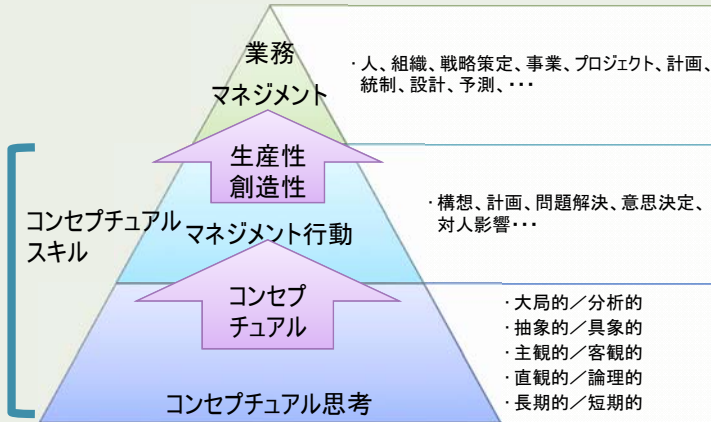 業務
マネジメント
・人、組織、戦略策定、事業、プロジェクト、計画、
統制、設計、予測、・・・
生産性
創造性
コンセプチュアル
スキル
マネジメント行動
・構想、計画、問題解決、意思決定、
対人影響・・・
コンセプ
チュアル
・大局的／分析的
・抽象的／具象的
・主観的／客観的
・直観的／論理的
・長期的／短期的
コンセプチュアル思考